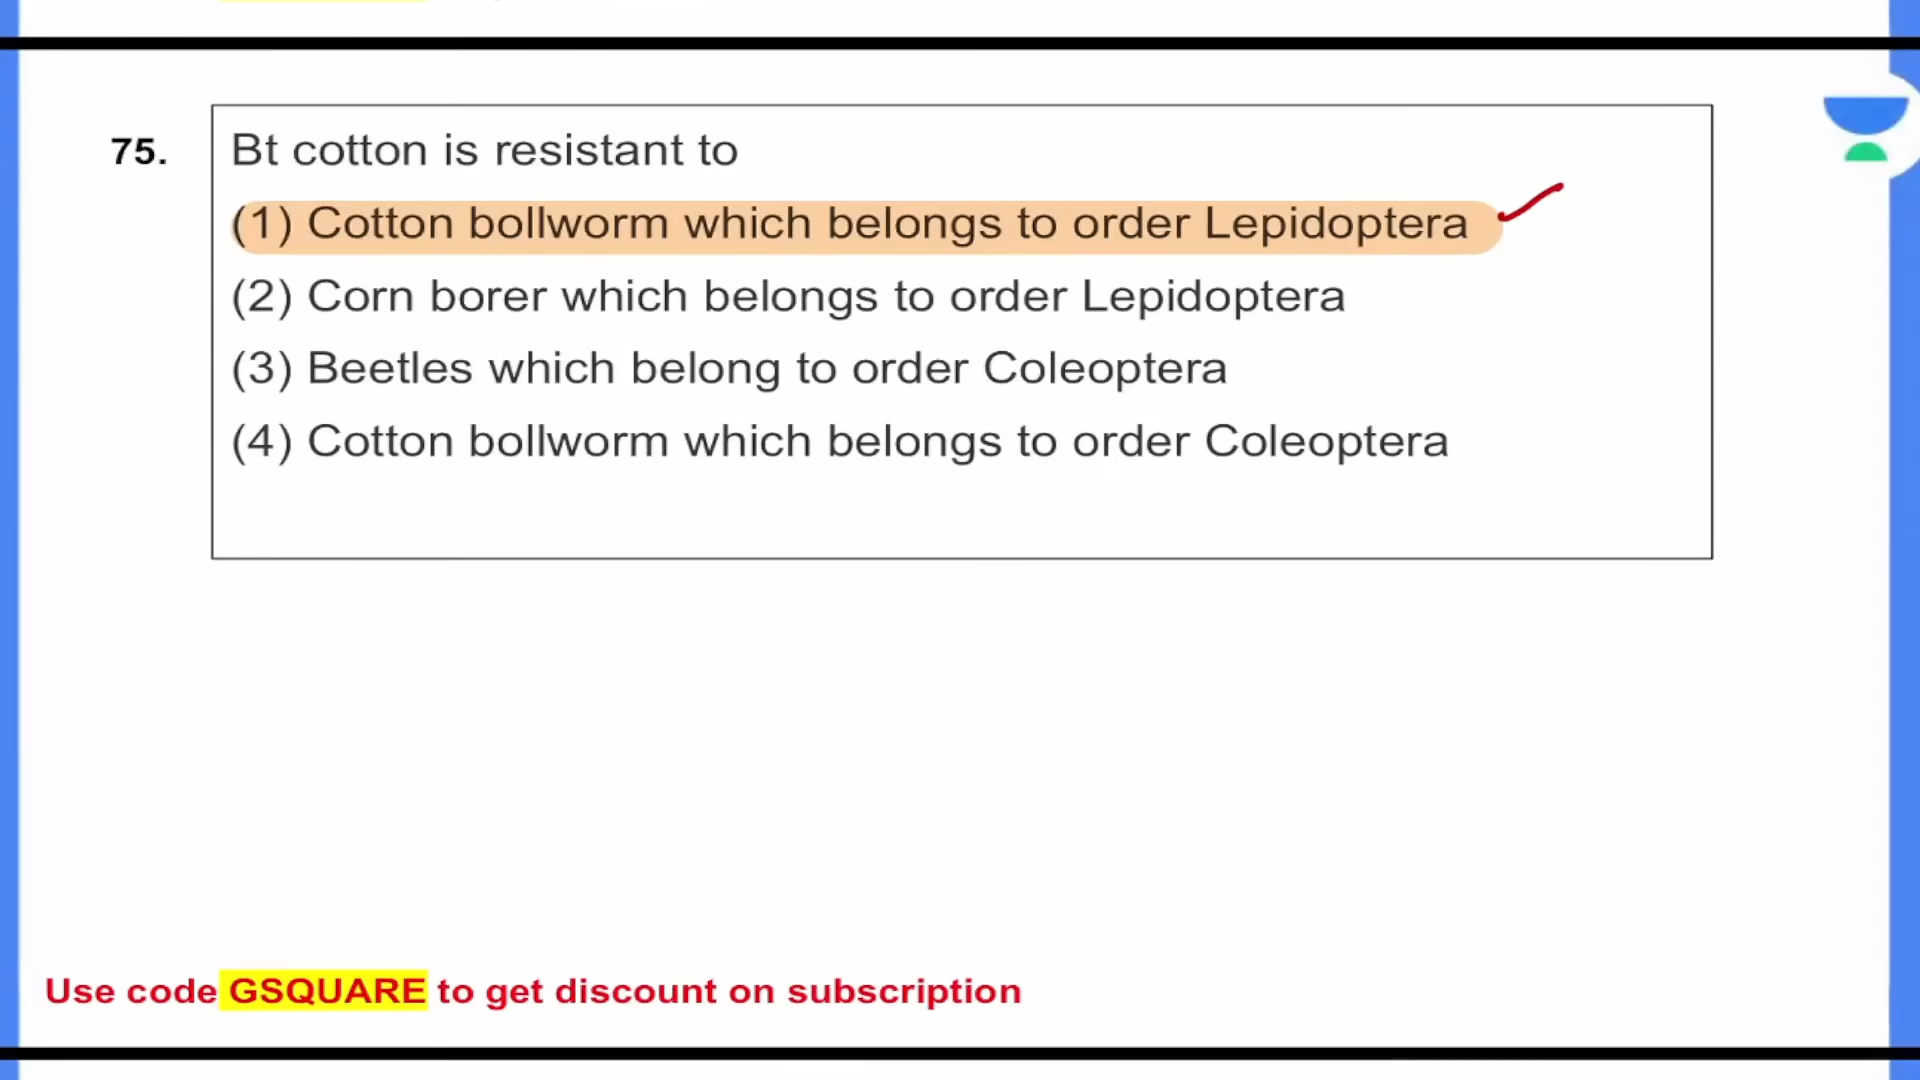 75.
Bt cotton is resistant to
(1) Cotton bollworm which belongs to order Lepidoptera
(2) Corn borer which belongs to order Lepidoptera
(3) Beetles which belong to order Coleoptera
(4) Cotton bollworm which belongs to order Coleoptera
Use code GSQUARE to get discount on subscription